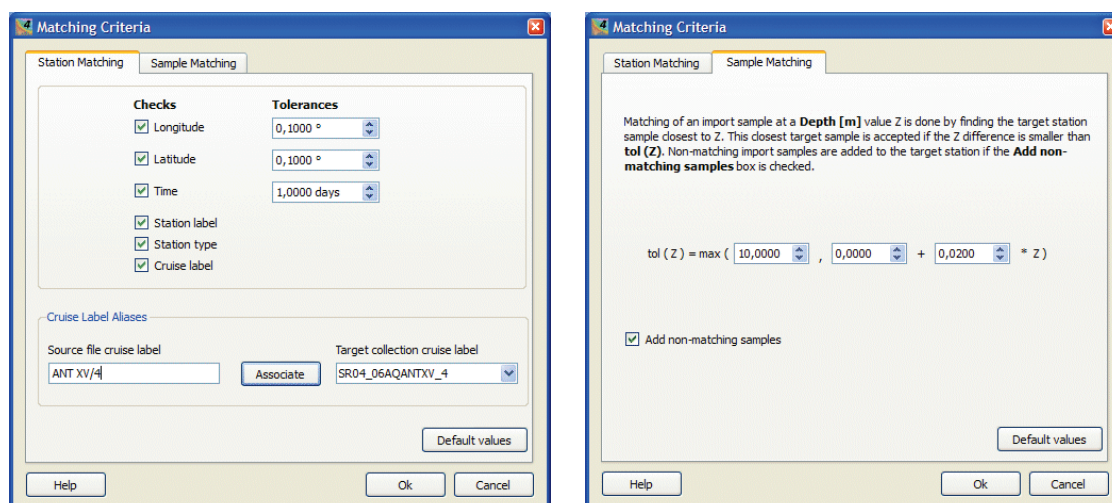 Matching Criteria
Station Matching Sample Matching
Checks Tolerances
Longitude 0,1000 °
Latitude 0,1000 °
Time 1,0000 days
Station label
Station type
Cruise label
Cruise Label Aliases
Source file cruise label Target collection cruise label
ANT XV/4 Associate SR04_06AQANTXV_4
Default values
Help Ok Cancel
Matching Criteria
Station Matching Sample Matching
Matching of an import sample at a Depth [m] value Z is done by finding the target station
sample closest to Z. This closest target sample is accepted if the Z difference is smaller than
tol (Z). Non-matching import samples are added to the target station if the Add non-
matching samples box is checked.
tol ( Z ) = max ( 10,0000 , 0,0000 + 0,0200 * Z )
Add non-matching samples
Default values
Help Ok Cancel